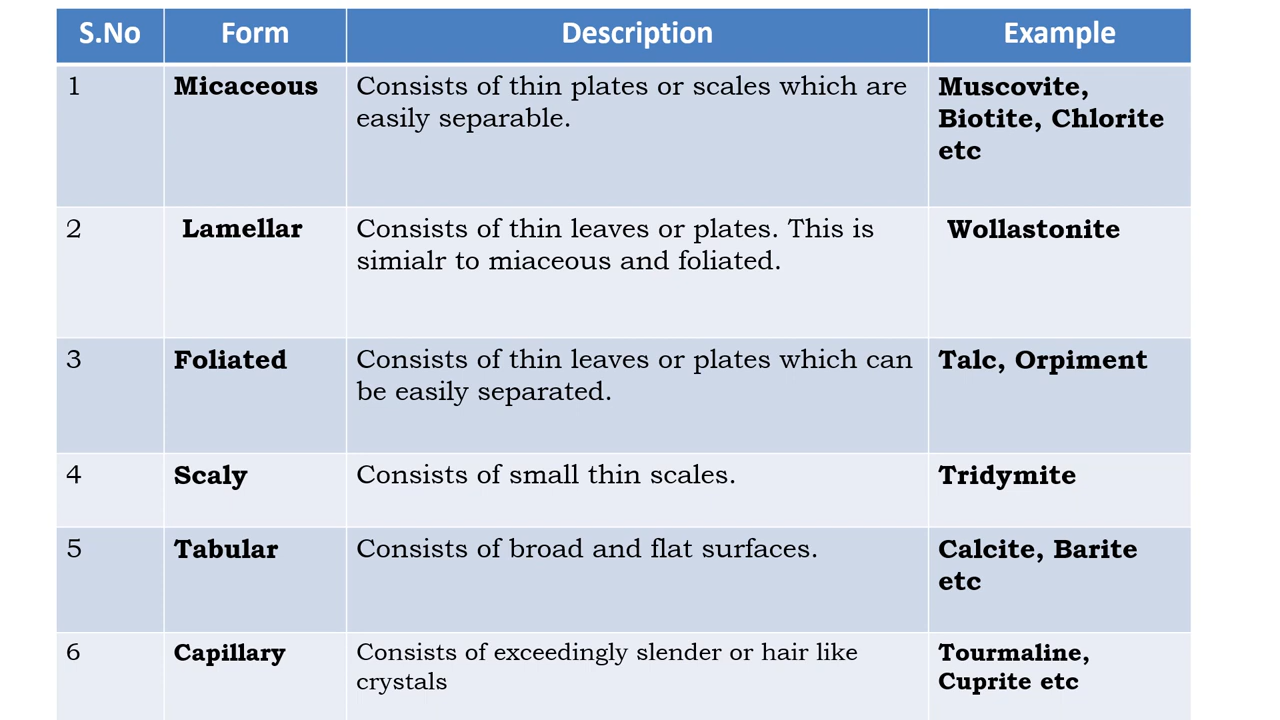 S.No Form Description Example
1 Micaceous Consists of thin plates or scales which are Muscovite,
easily separable. Biotite, Chlorite
etc
2 Lamellar Consists of thin leaves or plates. This is Wollastonite
simialr to miaceous and foliated.
3 Foliated Consists of thin leaves or plates which can Talc, Orpiment
be easily separated.
4 Scaly Consists of small thin scales. Tridymite
5 Tabular Consists of broad and flat surfaces. Calcite, Barite
etc
6 Capillary Consists of exceedingly slender or hair like Tourmaline,
crystals Cuprite etc